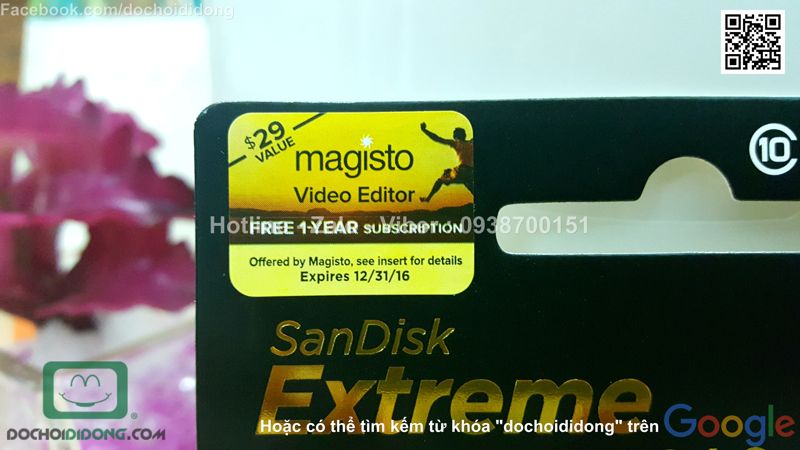 Facebook.com/dochoididong
10
$29
VALUE
magisto
Video Editor
Hotline - Zalo - Viber : 0938700151
FREE 1-YEAR SUBSCRIPTION
Offered by Magisto, see insert for details
Expires 12/31/16
SanDisk
Extreme
Hoặc có thể tìm kếm từ khóa "dochoididong" trên Google
DOCHOIDIDONG.COM